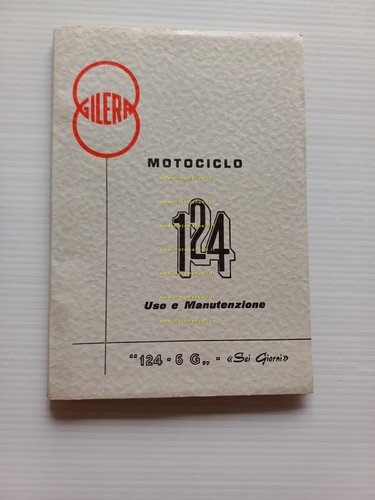 GILERA
MOTOCICLO
124
Uso e Manutenzione
“124 - 6 G„ - «Sei Giorni»